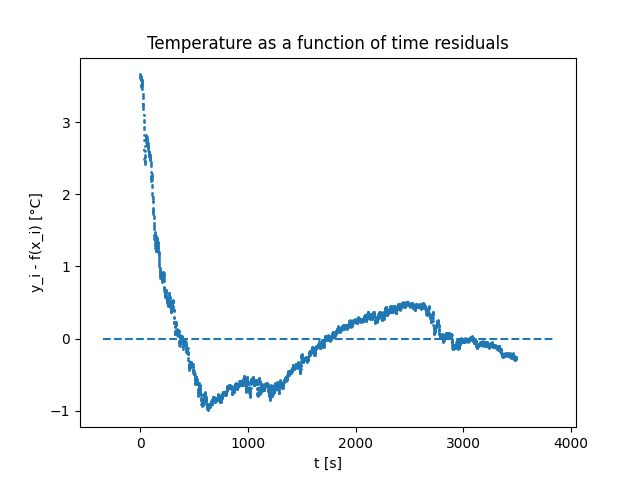 Temperature as a function of time residuals
y_i - f(x_i) [°C]
3
2
1
0
−1
0 1000 2000 3000 4000
t [s]